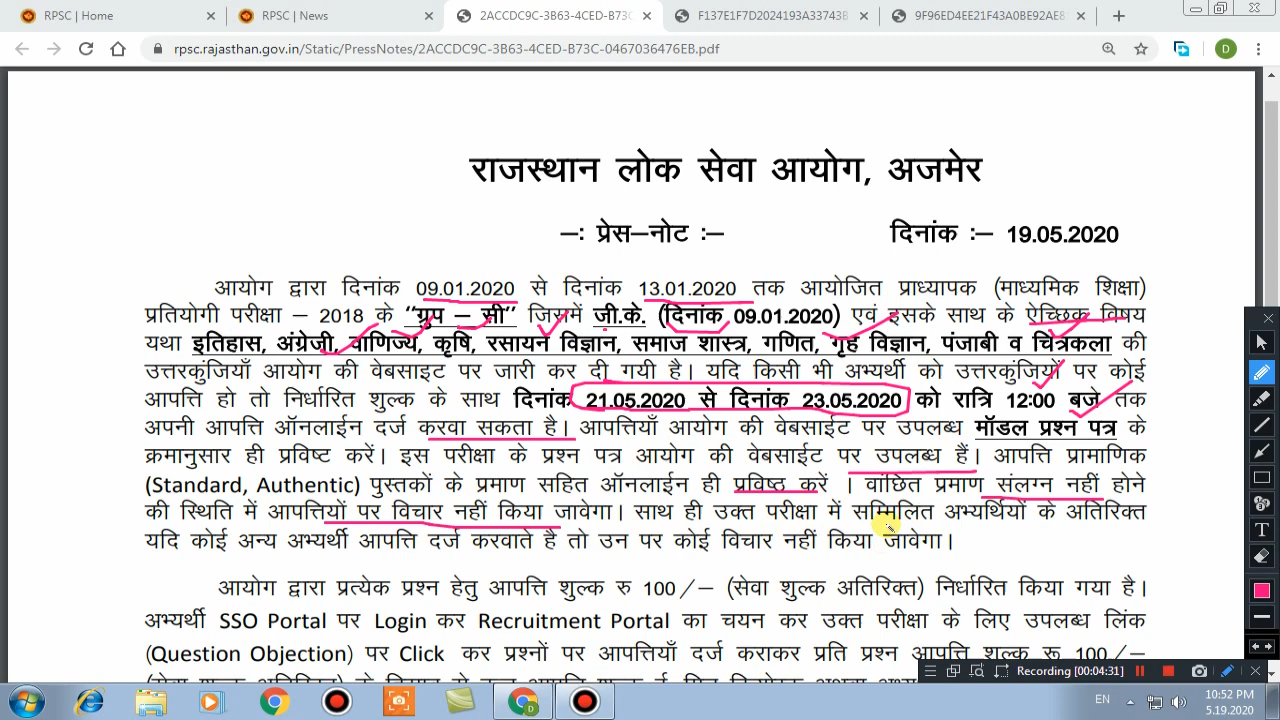 RPSC | Home
RPSC | News
2ACCDC9C-3B63-4CED-B73C
F137E1F7D2024193A33743B
9F96ED4EE21F43A0BE92AE8
rpsc.rajasthan.gov.in/Static/PressNotes/2ACCDC9C-3B63-4CED-B73C-0467036476EB.pdf
D
राजस्थान लोक सेवा आयोग, अजमेर
—: प्रेस—नोट :— दिनांक :— 19.05.2020
आयोग द्वारा दिनांक 09.01.2020 से दिनांक 13.01.2020 तक आयोजित प्राध्यापक (माध्यमिक शिक्षा)
प्रतियोगी परीक्षा – 2018 के “ग्रुप – सी” जिसमें जी.के. (दिनांक 09.01.2020) एवं इसके साथ के ऐच्छिक विषय
यथा इतिहास, अंग्रेजी, वाणिज्य, कृषि, रसायन विज्ञान, समाज शास्त्र, गणित, गृह विज्ञान, पंजाबी व चित्रकला की
उत्तरकुंजियाँ आयोग की वेबसाइट पर जारी कर दी गयी है। यदि किसी भी अभ्यर्थी को उत्तरकुंजियों पर कोई
आपत्ति हो तो निर्धारित शुल्क के साथ दिनांक 21.05.2020 से दिनांक 23.05.2020 को रात्रि 12:00 बजे तक
अपनी आपत्ति ऑनलाईन दर्ज करवा सकता है। आपत्तियाँ आयोग की वेबसाईट पर उपलब्ध मॉडल प्रश्न पत्र के
क्रमानुसार ही प्रविष्ट करें। इस परीक्षा के प्रश्न पत्र आयोग की वेबसाईट पर उपलब्ध हैं। आपत्ति प्रामाणिक
(Standard, Authentic) पुस्तकों के प्रमाण सहित ऑनलाईन ही प्रविष्ठ करें । वांछित प्रमाण संलग्न नहीं होने
की स्थिति में आपत्तियों पर विचार नहीं किया जावेगा। साथ ही उक्त परीक्षा में सम्मिलित अभ्यर्थियों के अतिरिक्त
यदि कोई अन्य अभ्यर्थी आपत्ति दर्ज करवाते है तो उन पर कोई विचार नहीं किया जावेगा।
आयोग द्वारा प्रत्येक प्रश्न हेतु आपत्ति शुल्क रु 100/– (सेवा शुल्क अतिरिक्त) निर्धारित किया गया है।
अभ्यर्थी SSO Portal पर Login कर Recruitment Portal का चयन कर उक्त परीक्षा के लिए उपलब्ध लिंक
(Question Objection) पर Click कर प्रश्नों पर आपत्तियाँ दर्ज कराकर प्रति प्रश्न आपत्ति शुल्क रू 100/–
T
Recording [00:04:31]
EN
10:52 PM
5.19.2020